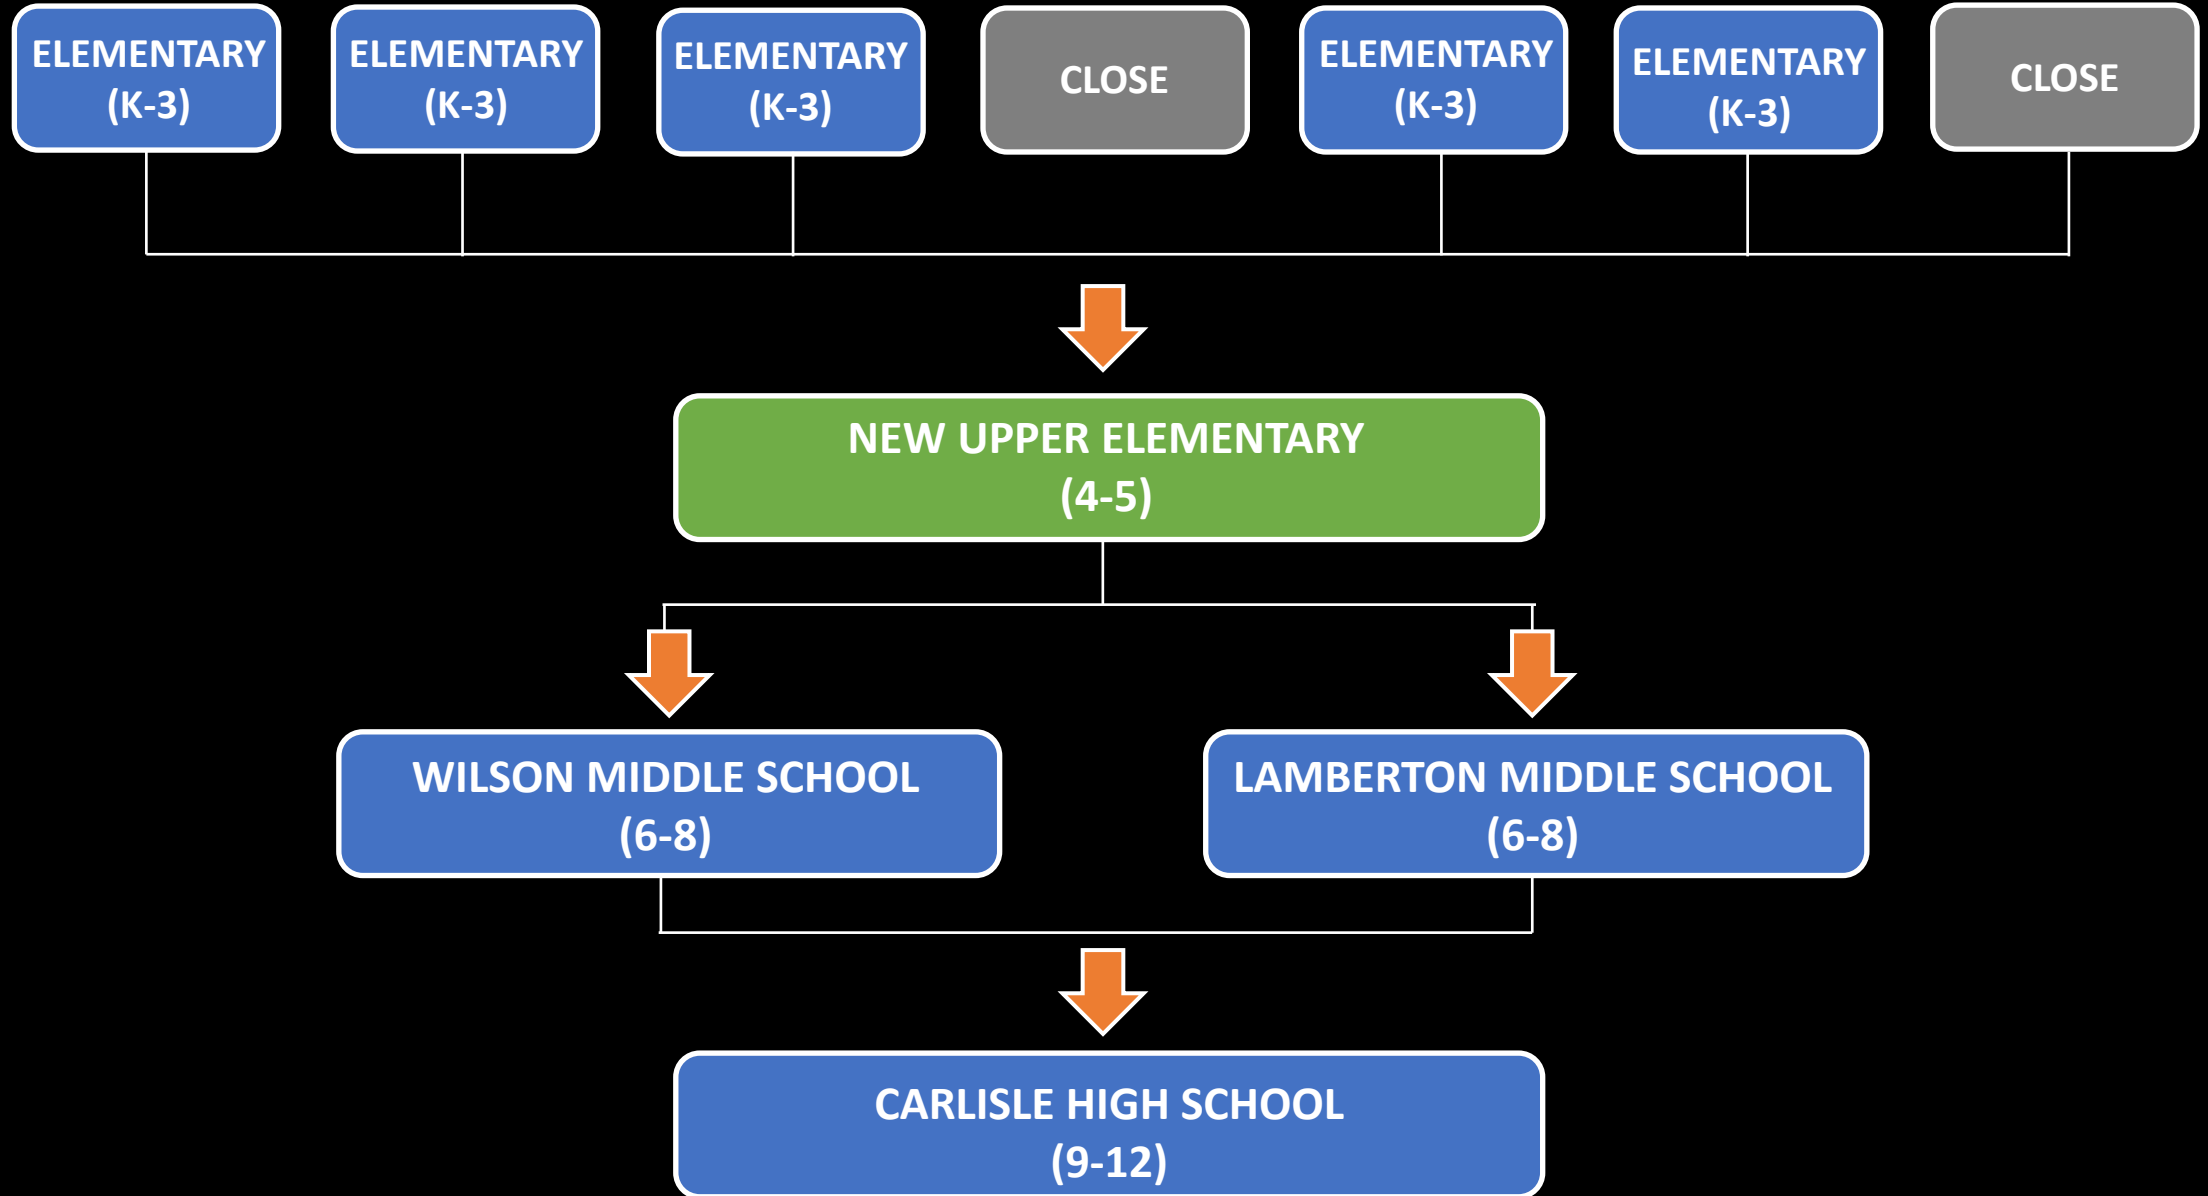 ELEMENTARY
(K-3)
ELEMENTARY
(K-3)
ELEMENTARY
(K-3)
CLOSE
ELEMENTARY
(K-3)
ELEMENTARY
(K-3)
CLOSE
NEW UPPER ELEMENTARY
(4-5)
WILSON MIDDLE SCHOOL
(6-8)
LAMBERTON MIDDLE SCHOOL
(6-8)
CARLISLE HIGH SCHOOL
(9-12)